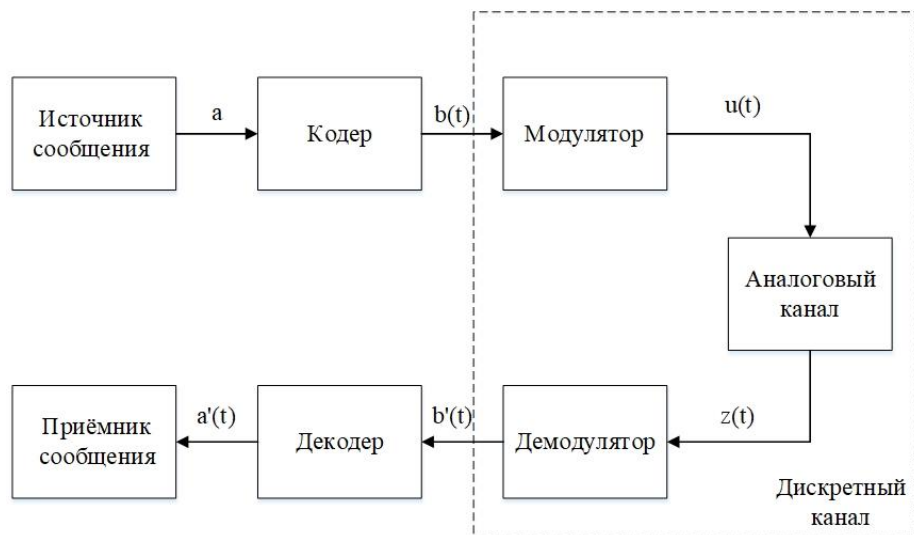 Источник
сообщения
a
Кодер
b(t)
Модулятор
u(t)
Аналоговый
канал
Приёмник
сообщения
a'(t)
Декодер
b'(t)
Демодулятор
z(t)
Дискретный
канал